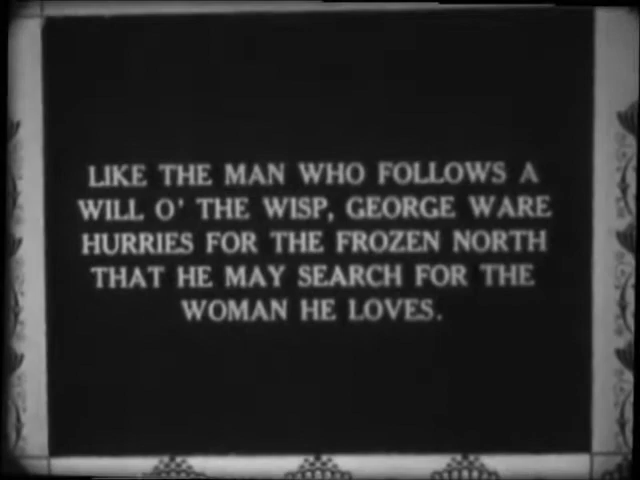 LIKE THE MAN WHO FOLLOWS A
WILL O' THE WISP, GEORGE WARE
HURRIES FOR THE FROZEN NORTH
THAT HE MAY SEARCH FOR THE
WOMAN HE LOVES.